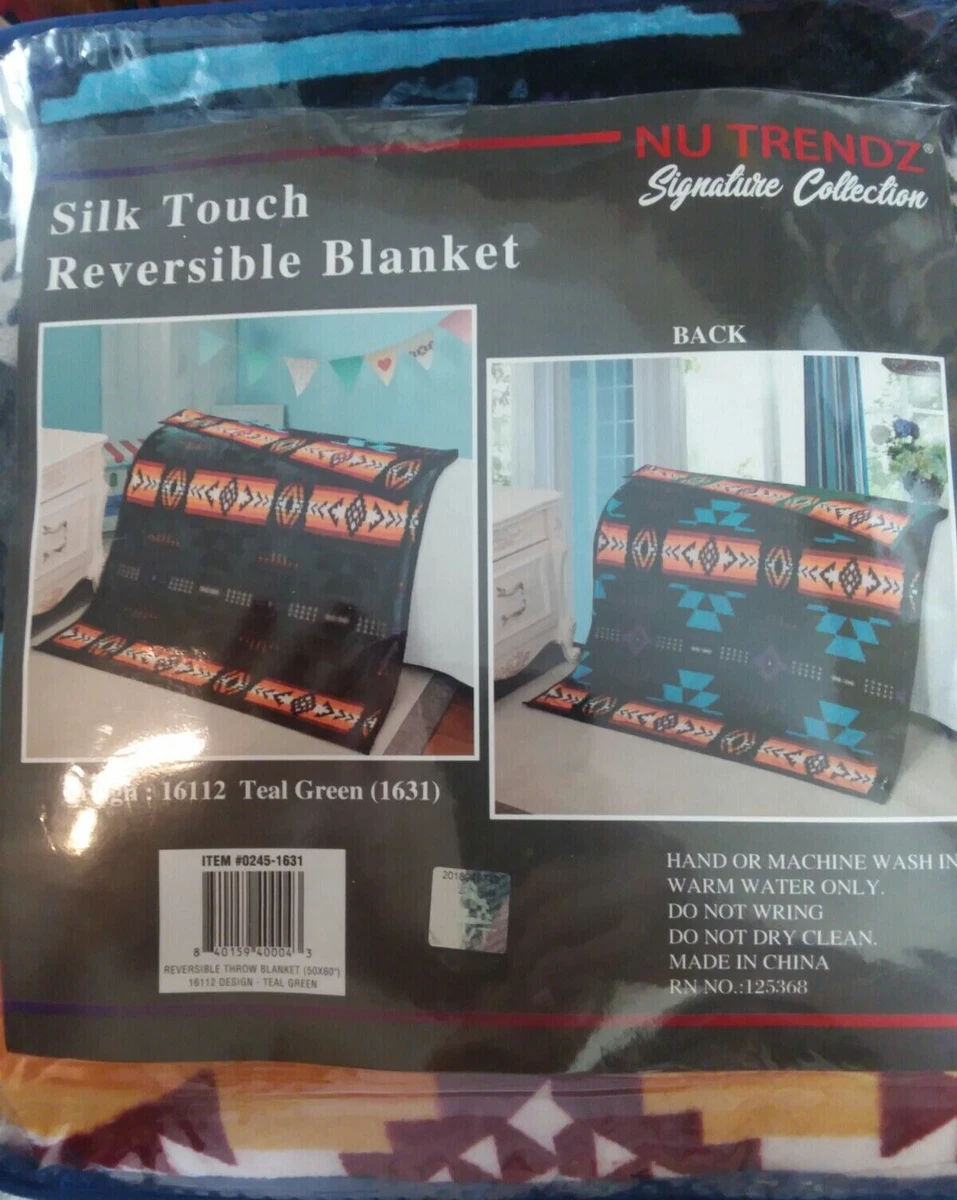 NU TRENDZ®
Signature Collection
Silk Touch
Reversible Blanket
BACK
: 16112 Teal Green (1631)
ITEM #0245-1631
8 40159 40004 3
REVERSIBLE THROW BLANKET (50X60")
16112 DESIGN - TEAL GREEN
HAND OR MACHINE WASH IN
WARM WATER ONLY.
DO NOT WRING
DO NOT DRY CLEAN.
MADE IN CHINA
RN NO.:125368